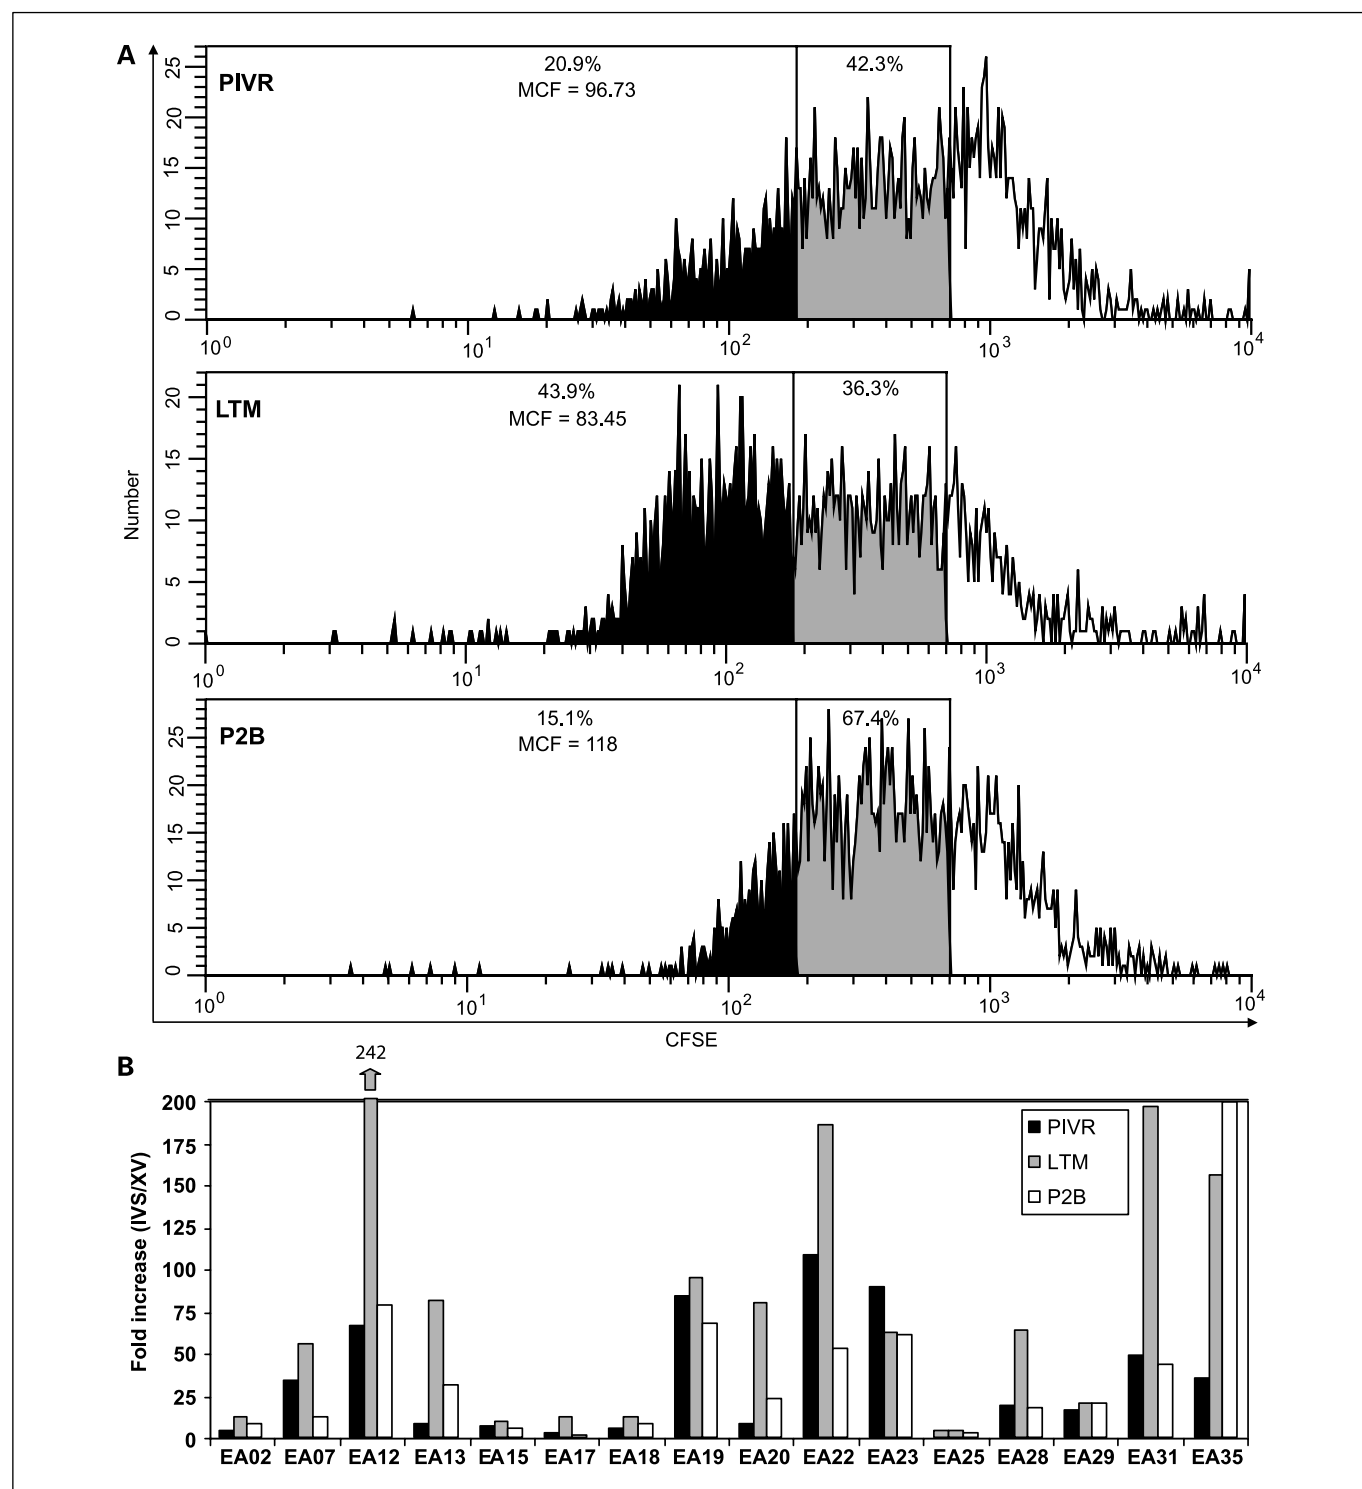 A
PIVR
20.9%
MCF = 96.73
42.3%
25
20
15
10
5
0
10^0 10^1 10^2 10^3 10^4
LTM
43.9%
MCF = 83.45
36.3%
20
15
10
5
0
10^0 10^1 10^2 10^3 10^4
Number
P2B
15.1%
MCF = 118
67.4%
25
20
15
10
5
0
10^0 10^1 10^2 10^3 10^4
CFSE
B
242
Fold increase (IVS/XV)
200
175
150
125
100
75
50
25
0
PIVR
LTM
P2B
EA02 EA07 EA12 EA13 EA15 EA17 EA18 EA19 EA20 EA22 EA23 EA25 EA28 EA29 EA31 EA35